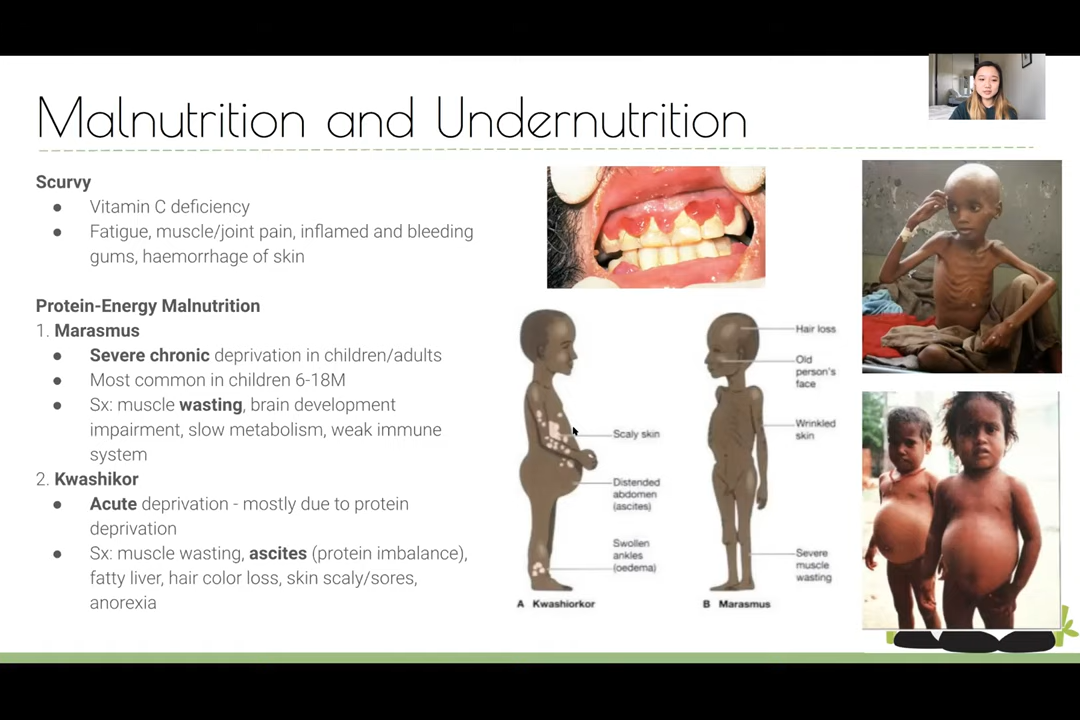 Malnutrition and Undernutrition
Scurvy
● Vitamin C deficiency
● Fatigue, muscle/joint pain, inflamed and bleeding
gums, haemorrhage of skin
Protein-Energy Malnutrition
1. Marasmus
● Severe chronic deprivation in children/adults
● Most common in children 6-18M
● Sx: muscle wasting, brain development
impairment, slow metabolism, weak immune
system
2. Kwashikor
● Acute deprivation - mostly due to protein
deprivation
● Sx: muscle wasting, ascites (protein imbalance),
fatty liver, hair color loss, skin scaly/sores,
anorexia
Scaly skin
Distended
abdomen
(ascites)
Swollen
ankles
(oedema)
A Kwashiorkor
Hair loss
Old
person's
face
Wrinkled
skin
Severe
muscle
wasting
B Marasmus